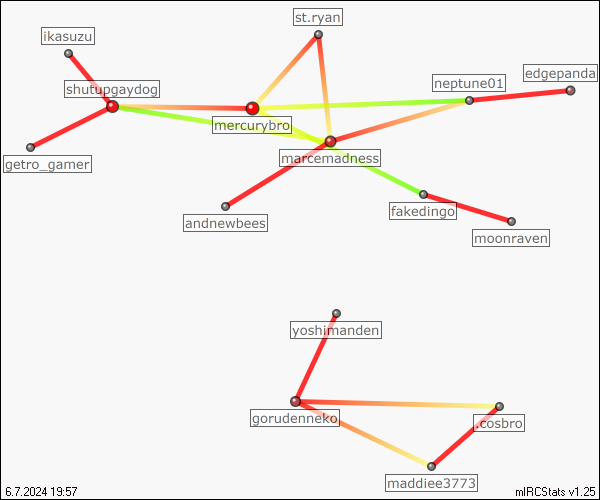 st.ryan
ikasuzu
edgepanda
neptune01
shutupgaydog
mercurybro
marcemadness
getro_gamer
fakedingo
andnewbees
moonraven
yoshimanden
gorudenneko
.cosbro
maddiee3773
6.7.2024 19:57
mIRCStats v1.25